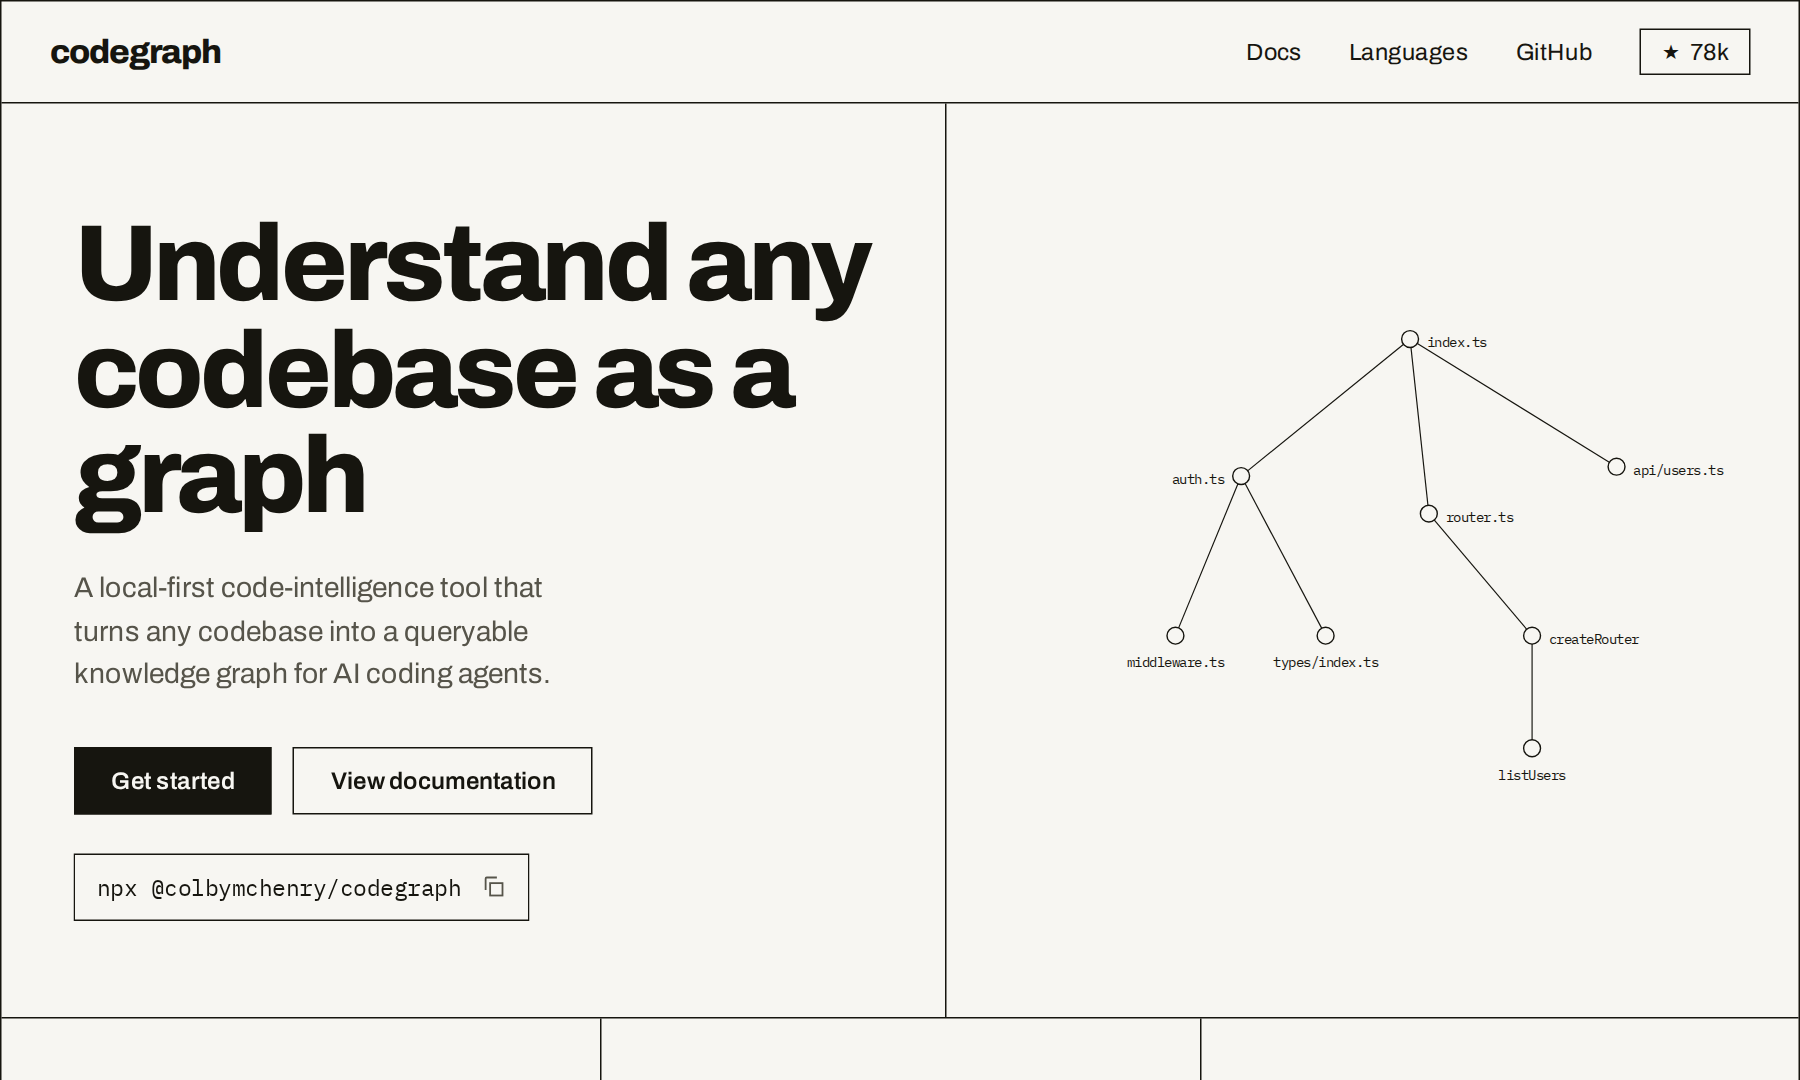 codegraph
Docs
Languages
GitHub
★ 78k
Understand any
codebase as a
graph
A local-first code-intelligence tool that
turns any codebase into a queryable
knowledge graph for AI coding agents.
Get started
View documentation
npx @colbymchenry/codegraph
index.ts
auth.ts
api/users.ts
router.ts
createRouter
middleware.ts
types/index.ts
listUsers